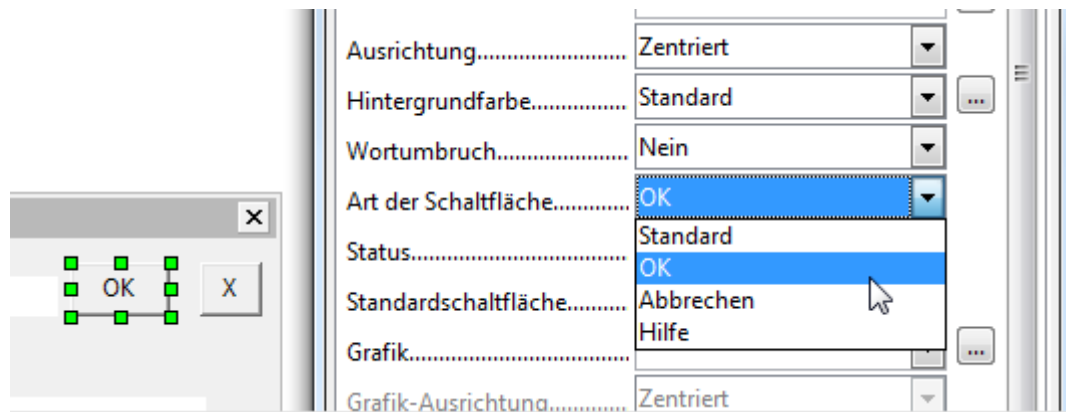 Ausrichtung........................ Zentriert
Hintergrundfarbe................ Standard ...
Wortumbruch...................... Nein
Art der Schaltfläche............. OK
Standard
OK
Abbrechen
Hilfe
Status....................................
Standardschaltfläche..........
Grafik.................................... ...
Grafik-Ausrichtung............. Zentriert
OK X